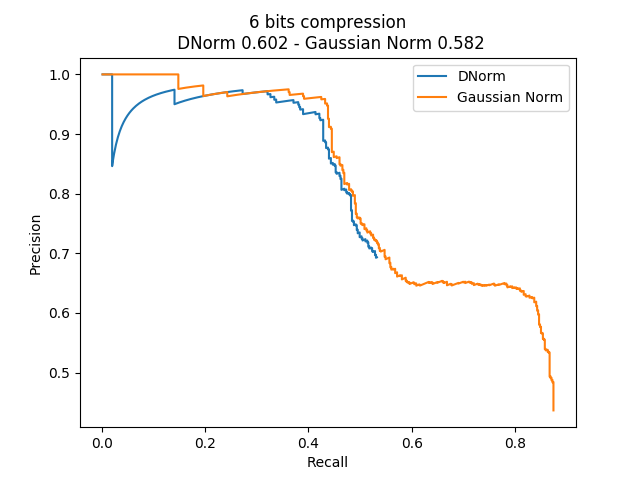 6 bits compression
DNorm 0.602 - Gaussian Norm 0.582
DNorm
Gaussian Norm
1.0
0.9
0.8
0.7
0.6
0.5
Precision
0.0
0.2
0.4
0.6
0.8
Recall